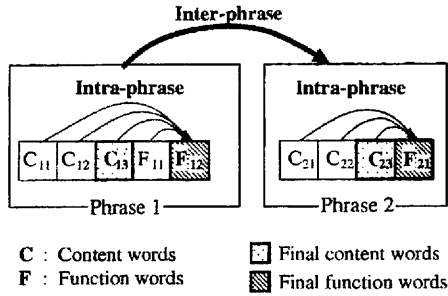 Inter-phrase
Intra-phrase
Intra-phrase
C11 C12 C13 F11 F12
C21 C22 C23 F21
Phrase 1
Phrase 2
C : Content words
F : Function words
Final content words
Final function words